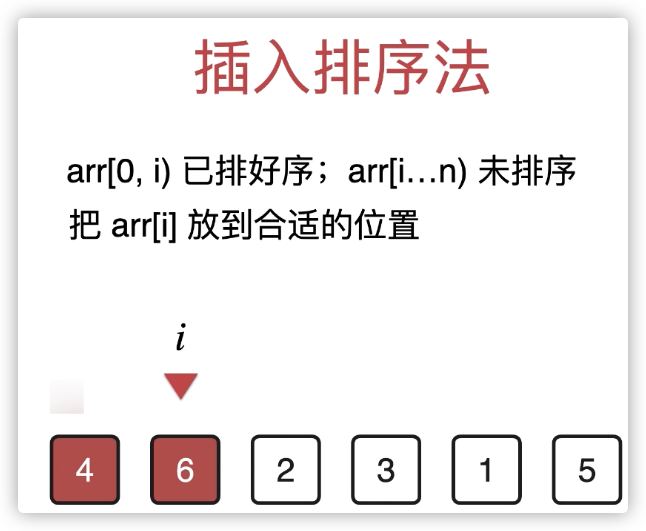 插入排序法
arr[0, i) 已排好序；arr[i…n) 未排序
把 arr[i] 放到合适的位置
i
4 6 2 3 1 5